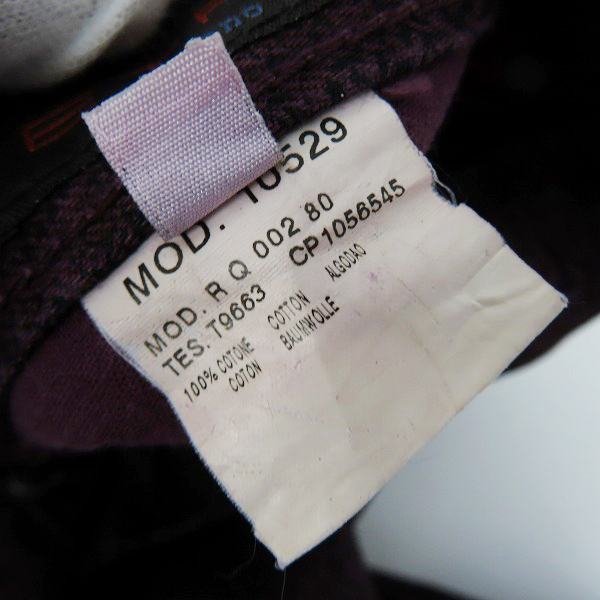 MOD. 10529
MOD. R Q 002 80
TES. T9663 CP1056545
100% COTONE COTTON ALGODAO
COTON BAUMWOLLE